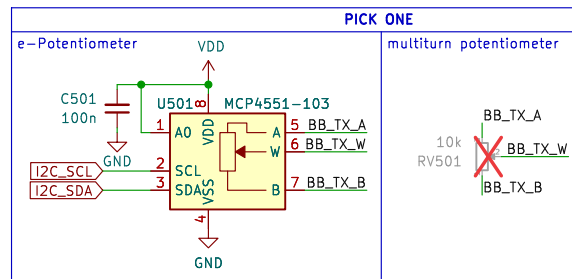 PICK ONE
e-Potentiometer
multiturn potentiometer
VDD
C501
100n
GND
U501
MCP4551-103
8
VDD
1
A0
2
SCL
3
SDA
VSS
4
GND
I2C_SCL
I2C_SDA
A
5
BB_TX_A
W
6
BB_TX_W
B
7
BB_TX_B
BB_TX_A
10k
RV501
BB_TX_W
BB_TX_B